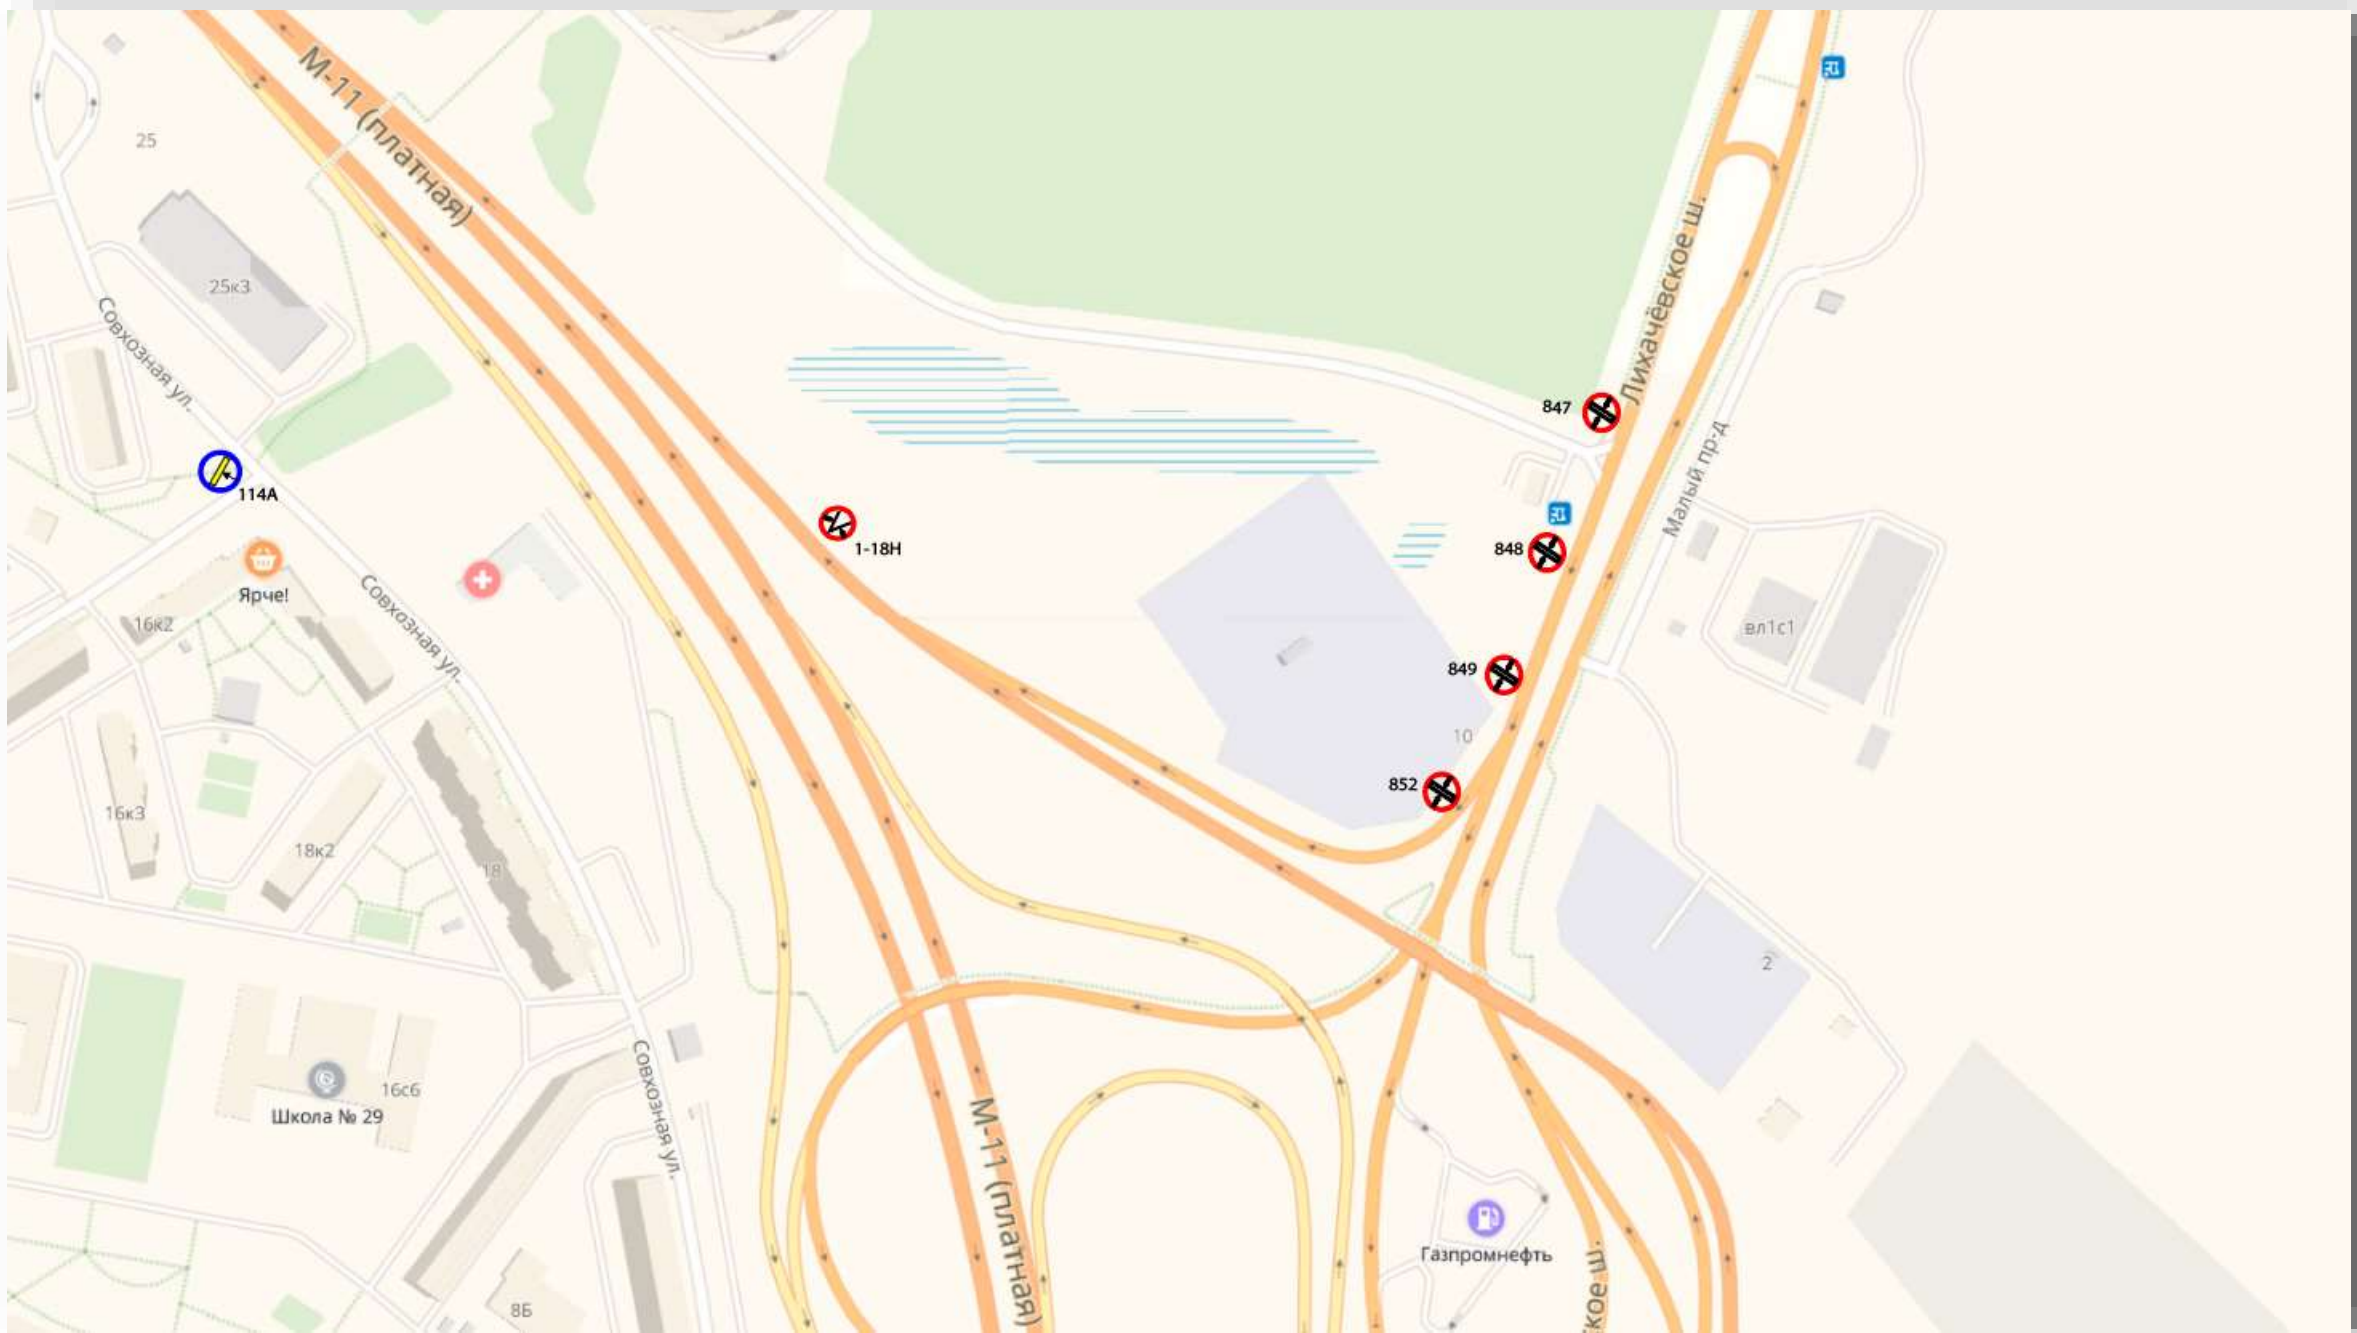 М-11 (платная)
25
25к3
Лихачёвское ш.
Совхозная ул.
847
Малый пр-д
114А
1-18Н
848
Ярче!
16к2
Совхозная ул.
вл1с1
849
10
852
16к3
18к2
18
2
Школа № 29
16с6
Совхозная ул.
М-11 (платная)
Газпромнефть
кое ш.
8Б